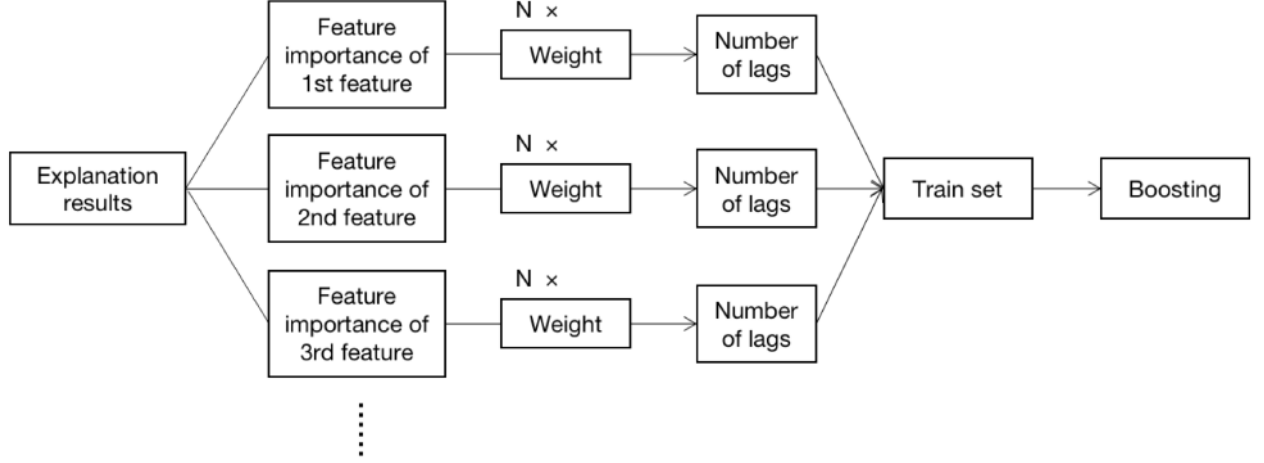 Feature
importance of
1st feature
N ×
Weight
Number
of lags
Explanation
results
Feature
importance of
2nd feature
N ×
Weight
Number
of lags
Train set
Boosting
Feature
importance of
3rd feature
N ×
Weight
Number
of lags